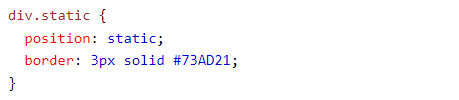 div.static {
  position: static;
  border: 3px solid #73AD21;
}